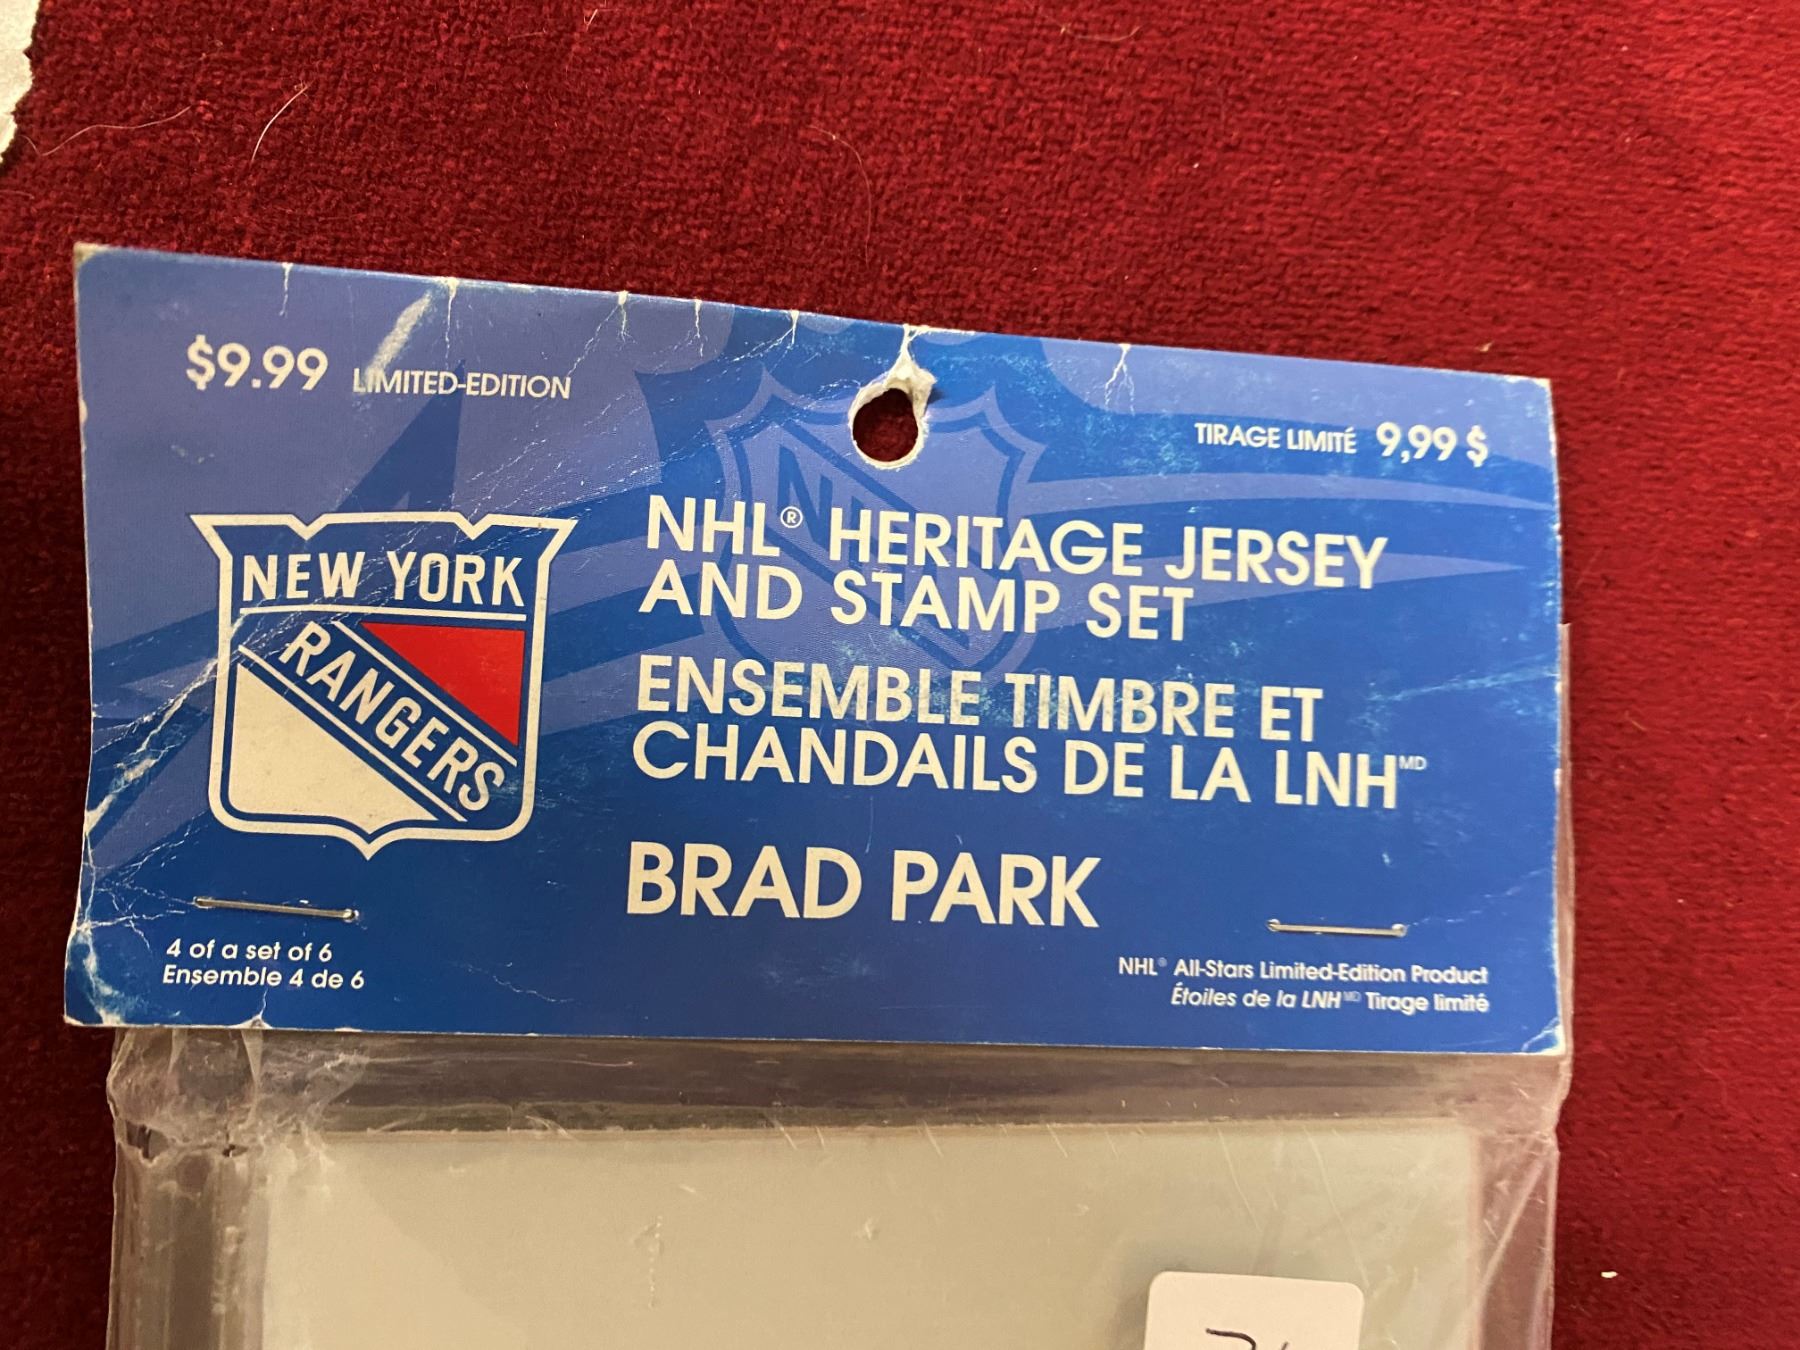 $9.99 LIMITED-EDITION
TIRAGE LIMITÉ 9,99 $
NEW YORK
RANGERS
NHL® HERITAGE JERSEY
AND STAMP SET
ENSEMBLE TIMBRE ET
CHANDAILS DE LA LNH MD
BRAD PARK
4 of a set of 6
Ensemble 4 de 6
NHL® All-Stars Limited-Edition Product
Étoiles de la LNH MD Tirage limité